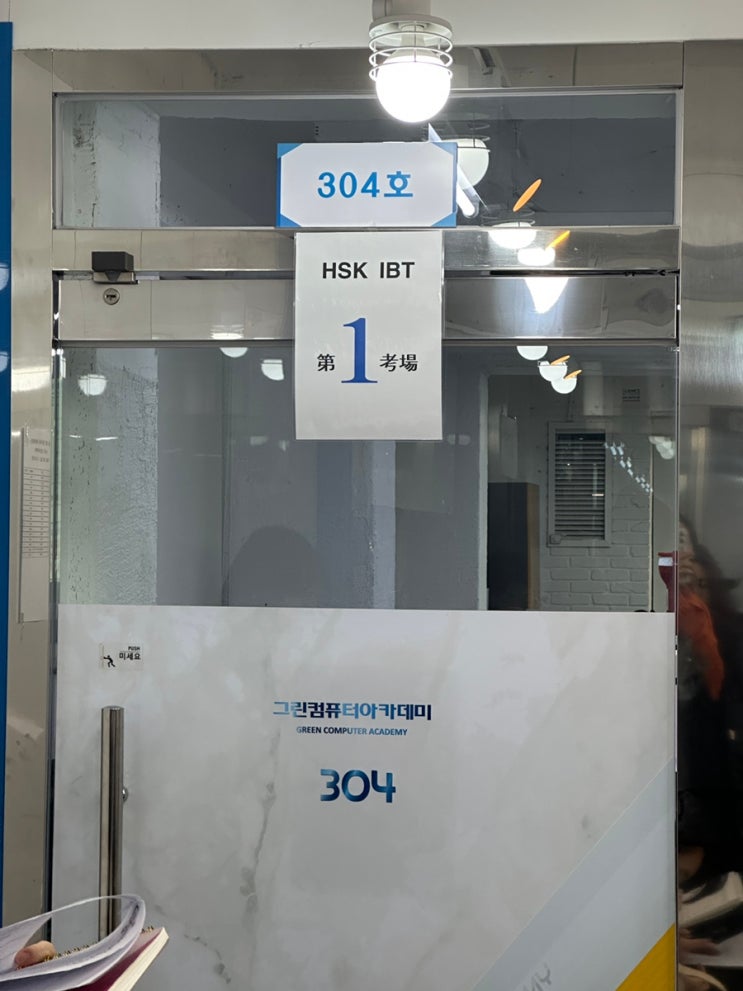 304호
HSK IBT
第1考場
PUSH
미세요
그린컴퓨터아카데미
GREEN COMPUTER ACADEMY
304